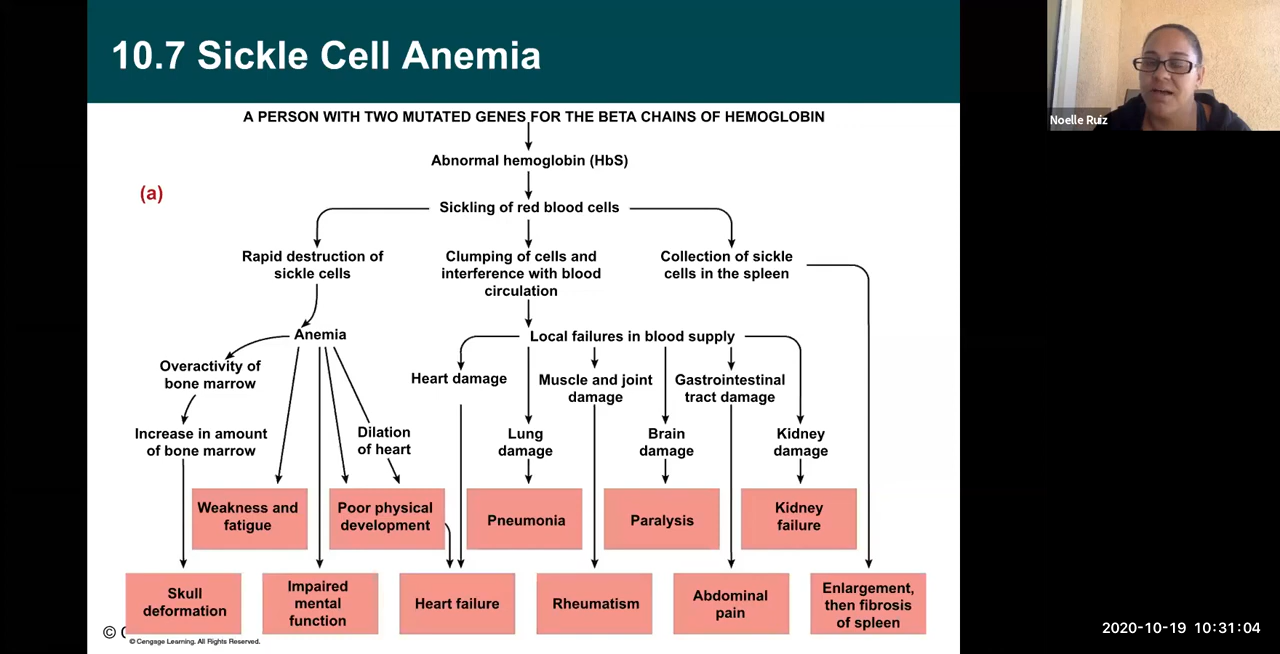 10.7 Sickle Cell Anemia
Noelle Ruiz
A PERSON WITH TWO MUTATED GENES FOR THE BETA CHAINS OF HEMOGLOBIN
Abnormal hemoglobin (HbS)
(a)
Sickling of red blood cells
Rapid destruction of
sickle cells
Clumping of cells and
interference with blood
circulation
Collection of sickle
cells in the spleen
Anemia
Local failures in blood supply
Overactivity of
bone marrow
Heart damage
Muscle and joint
damage
Gastrointestinal
tract damage
Increase in amount
of bone marrow
Dilation
of heart
Lung
damage
Brain
damage
Kidney
damage
Weakness and
fatigue
Poor physical
development
Pneumonia
Paralysis
Kidney
failure
Skull
deformation
Impaired
mental
function
Heart failure
Rheumatism
Abdominal
pain
Enlargement,
then fibrosis
of spleen
©
© Cengage Learning. All Rights Reserved.
2020-10-19 10:31:04